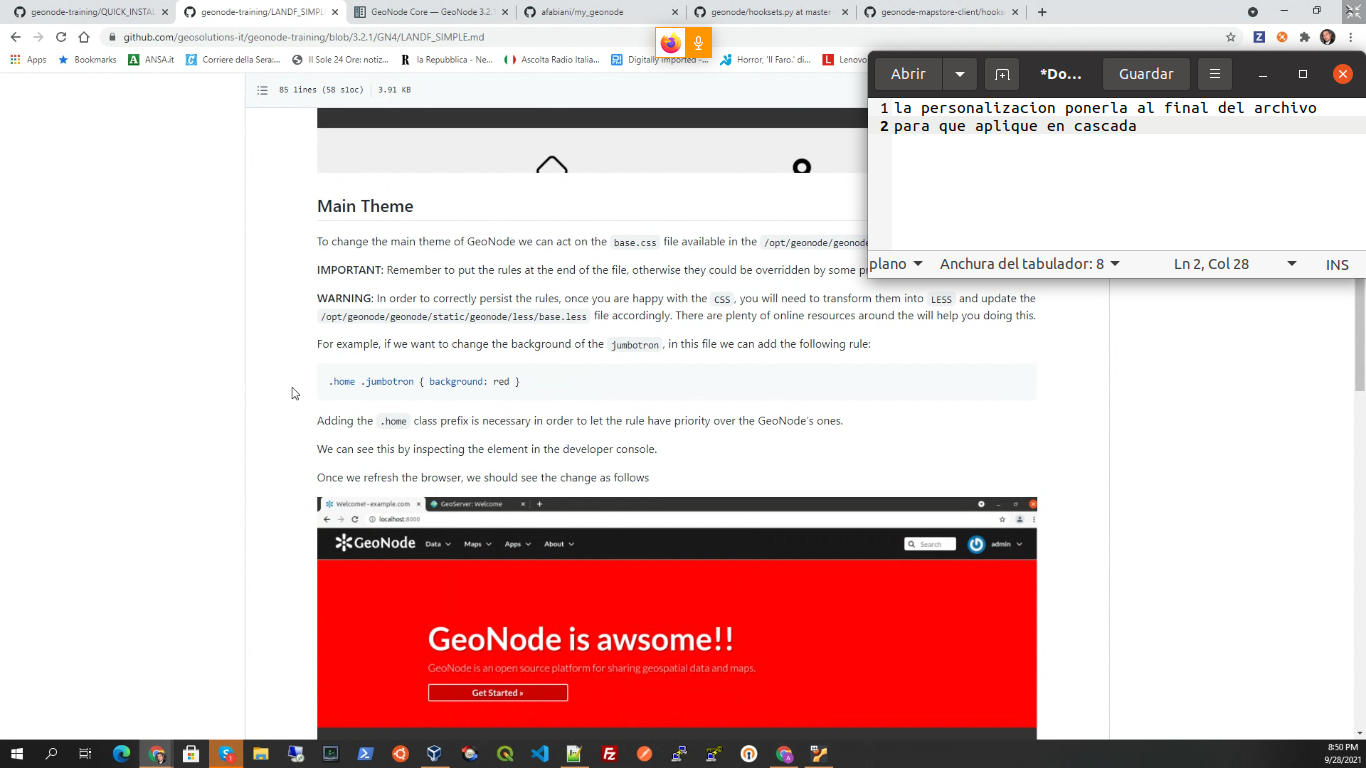 geonode-training/QUICK_INSTAL
geonode-training/LANDF_SIMPLE
GeoNode Core — GeoNode 3.2.1
afabiani/my_geonode
geonode/hooksets.py at master
geonode-mapstore-client/hooks
github.com/geosolutions-it/geonode-training/blob/3.2.1/GN4/LANDF_SIMPLE.md
Apps
Bookmarks
ANSA.it
Corriere della Sera:...
Il Sole 24 Ore: notiz...
la Repubblica - Ne...
Ascolta Radio Italia...
Digitally Imported -...
Horror, 'Il Faro.' di...
Lenovo
Abrir
*Do...
Guardar
1 la personalizacion ponerla al final del archivo
2 para que aplique en cascada
plano
Anchura del tabulador: 8
Ln 2, Col 28
INS
85 lines (58 sloc) 3.91 KB
Main Theme
To change the main theme of GeoNode we can act on the base.css file available in the /opt/geonode/geonode
IMPORTANT: Remember to put the rules at the end of the file, otherwise they could be overridden by some
WARNING: In order to correctly persist the rules, once you are happy with the CSS, you will need to transform them into LESS and update the
/opt/geonode/geonode/static/geonode/less/base.less file accordingly. There are plenty of online resources around the will help you doing this.
For example, if we want to change the background of the jumbotron, in this file we can add the following rule:
.home .jumbotron { background: red }
Adding the .home class prefix is necessary in order to let the rule have priority over the GeoNode's ones.
We can see this by inspecting the element in the developer console.
Once we refresh the browser, we should see the change as follows
Welcome! - example.com
GeoServer: Welcome
localhost:8000
GeoNode
Data
Maps
Apps
About
Search
admin
GeoNode is awsome!!
GeoNode is an open source platform for sharing geospatial data and maps.
Get Started »
8:50 PM
9/28/2021